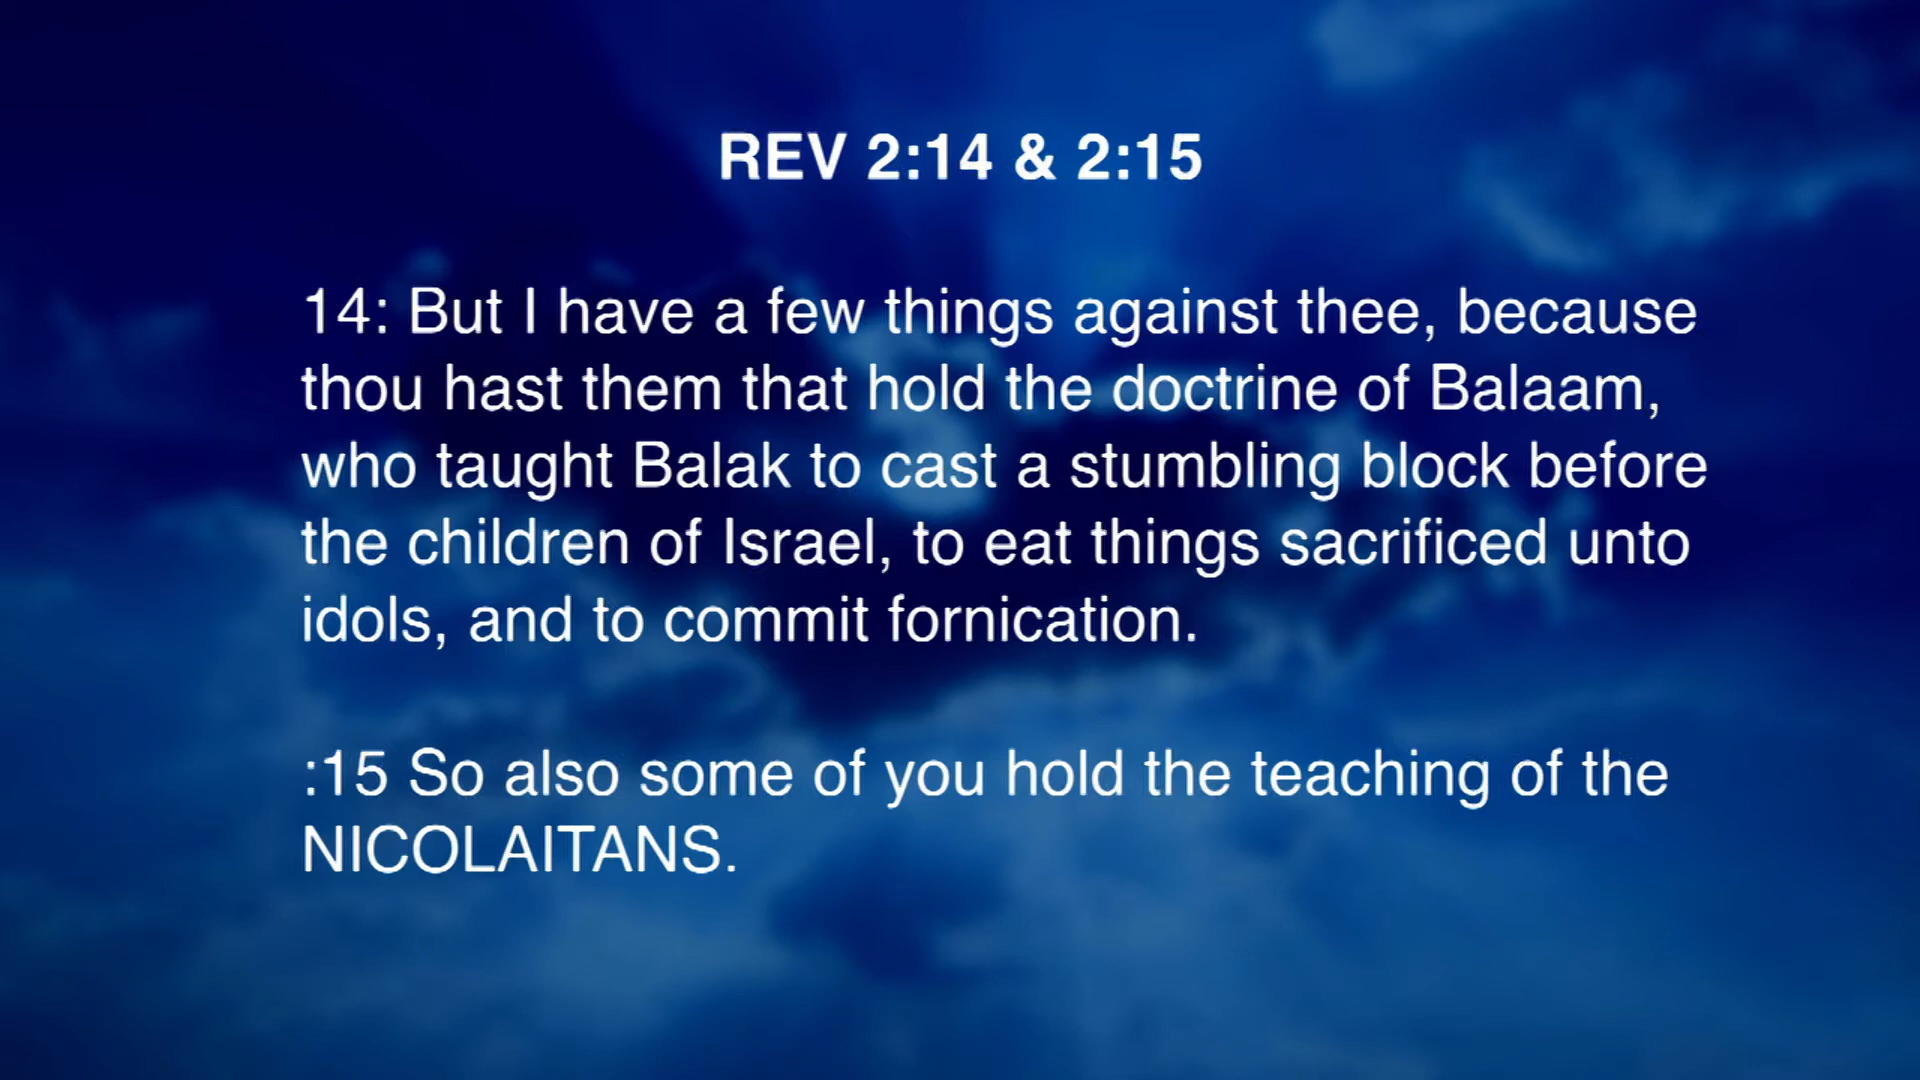 REV 2:14 & 2:15
14: But I have a few things against thee, because
thou hast them that hold the doctrine of Balaam,
who taught Balak to cast a stumbling block before
the children of Israel, to eat things sacrificed unto
idols, and to commit fornication.
:15 So also some of you hold the teaching of the
NICOLAITANS.